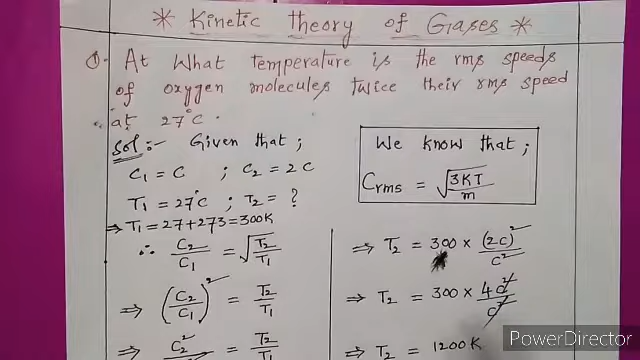 * Kinetic theory of Gases *
Q. At What temperature is the rms speeds
of oxygen molecules twice their rms speed
at 27°C.
Sol:- Given that ;
C₁ = C ; C₂ = 2C
T₁ = 27°C ; T₂ = ?
⇒ T₁ = 27+273 = 300K
∴ C₂/C₁ = √(T₂/T₁)
⇒ (C₂/C₁)² = T₂/T₁
⇒ C₂² = T₂/T₁
We know that ;
Crms = √(3KT/m)
⇒ T₂ = 300 × (2C)²/C²
⇒ T₂ = 300 × 4C²/C²
⇒ T₂ = 1200K
PowerDirector